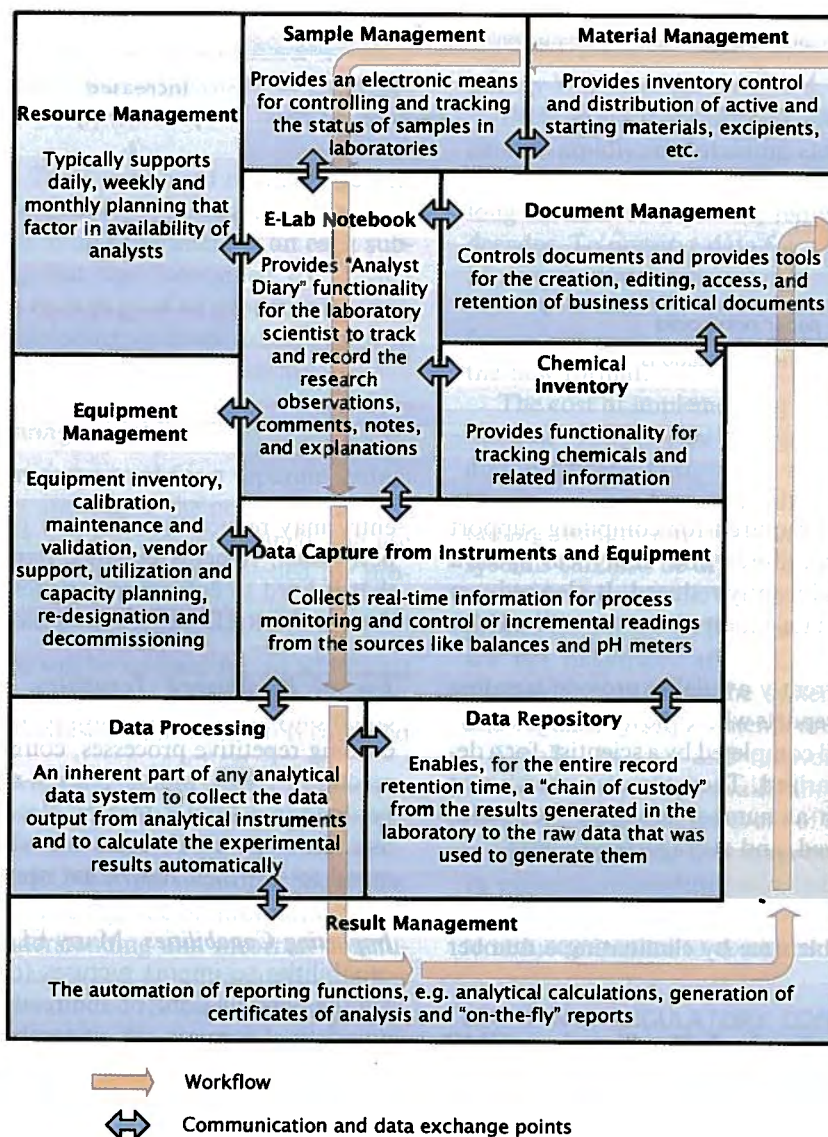 Sample Management
Provides an electronic means
for controlling and tracking
the status of samples in
laboratories
Material Management
Provides inventory control
and distribution of active and
starting materials, excipients,
etc.
Resource Management
Typically supports
daily, weekly and
monthly planning that
factor in availability of
analysts
E-Lab Notebook
Provides "Analyst
Diary" functionality
for the laboratory
scientist to track
and record the
research
observations,
comments, notes,
and explanations
Document Management
Controls documents and provides tools
for the creation, editing, access, and
retention of business critical documents
Chemical
Inventory
Provides functionality for
tracking chemicals and
related information
Equipment
Management
Equipment inventory,
calibration,
maintenance and
validation, vendor
support, utilization and
capacity planning,
re-designation and
decommissioning
Data Capture from Instruments and Equipment
Collects real-time information for process
monitoring and control or incremental readings
from the sources like balances and pH meters
Data Processing
An inherent part of any analytical
data system to collect the data
output from analytical instruments
and to calculate the experimental
results automatically
Data Repository
Enables, for the entire record
retention time, a "chain of custody"
from the results generated in the
laboratory to the raw data that was
used to generate them
Result Management
The automation of reporting functions, e.g. analytical calculations, generation of
certificates of analysis and "on-the-fly" reports
Workflow
Communication and data exchange points